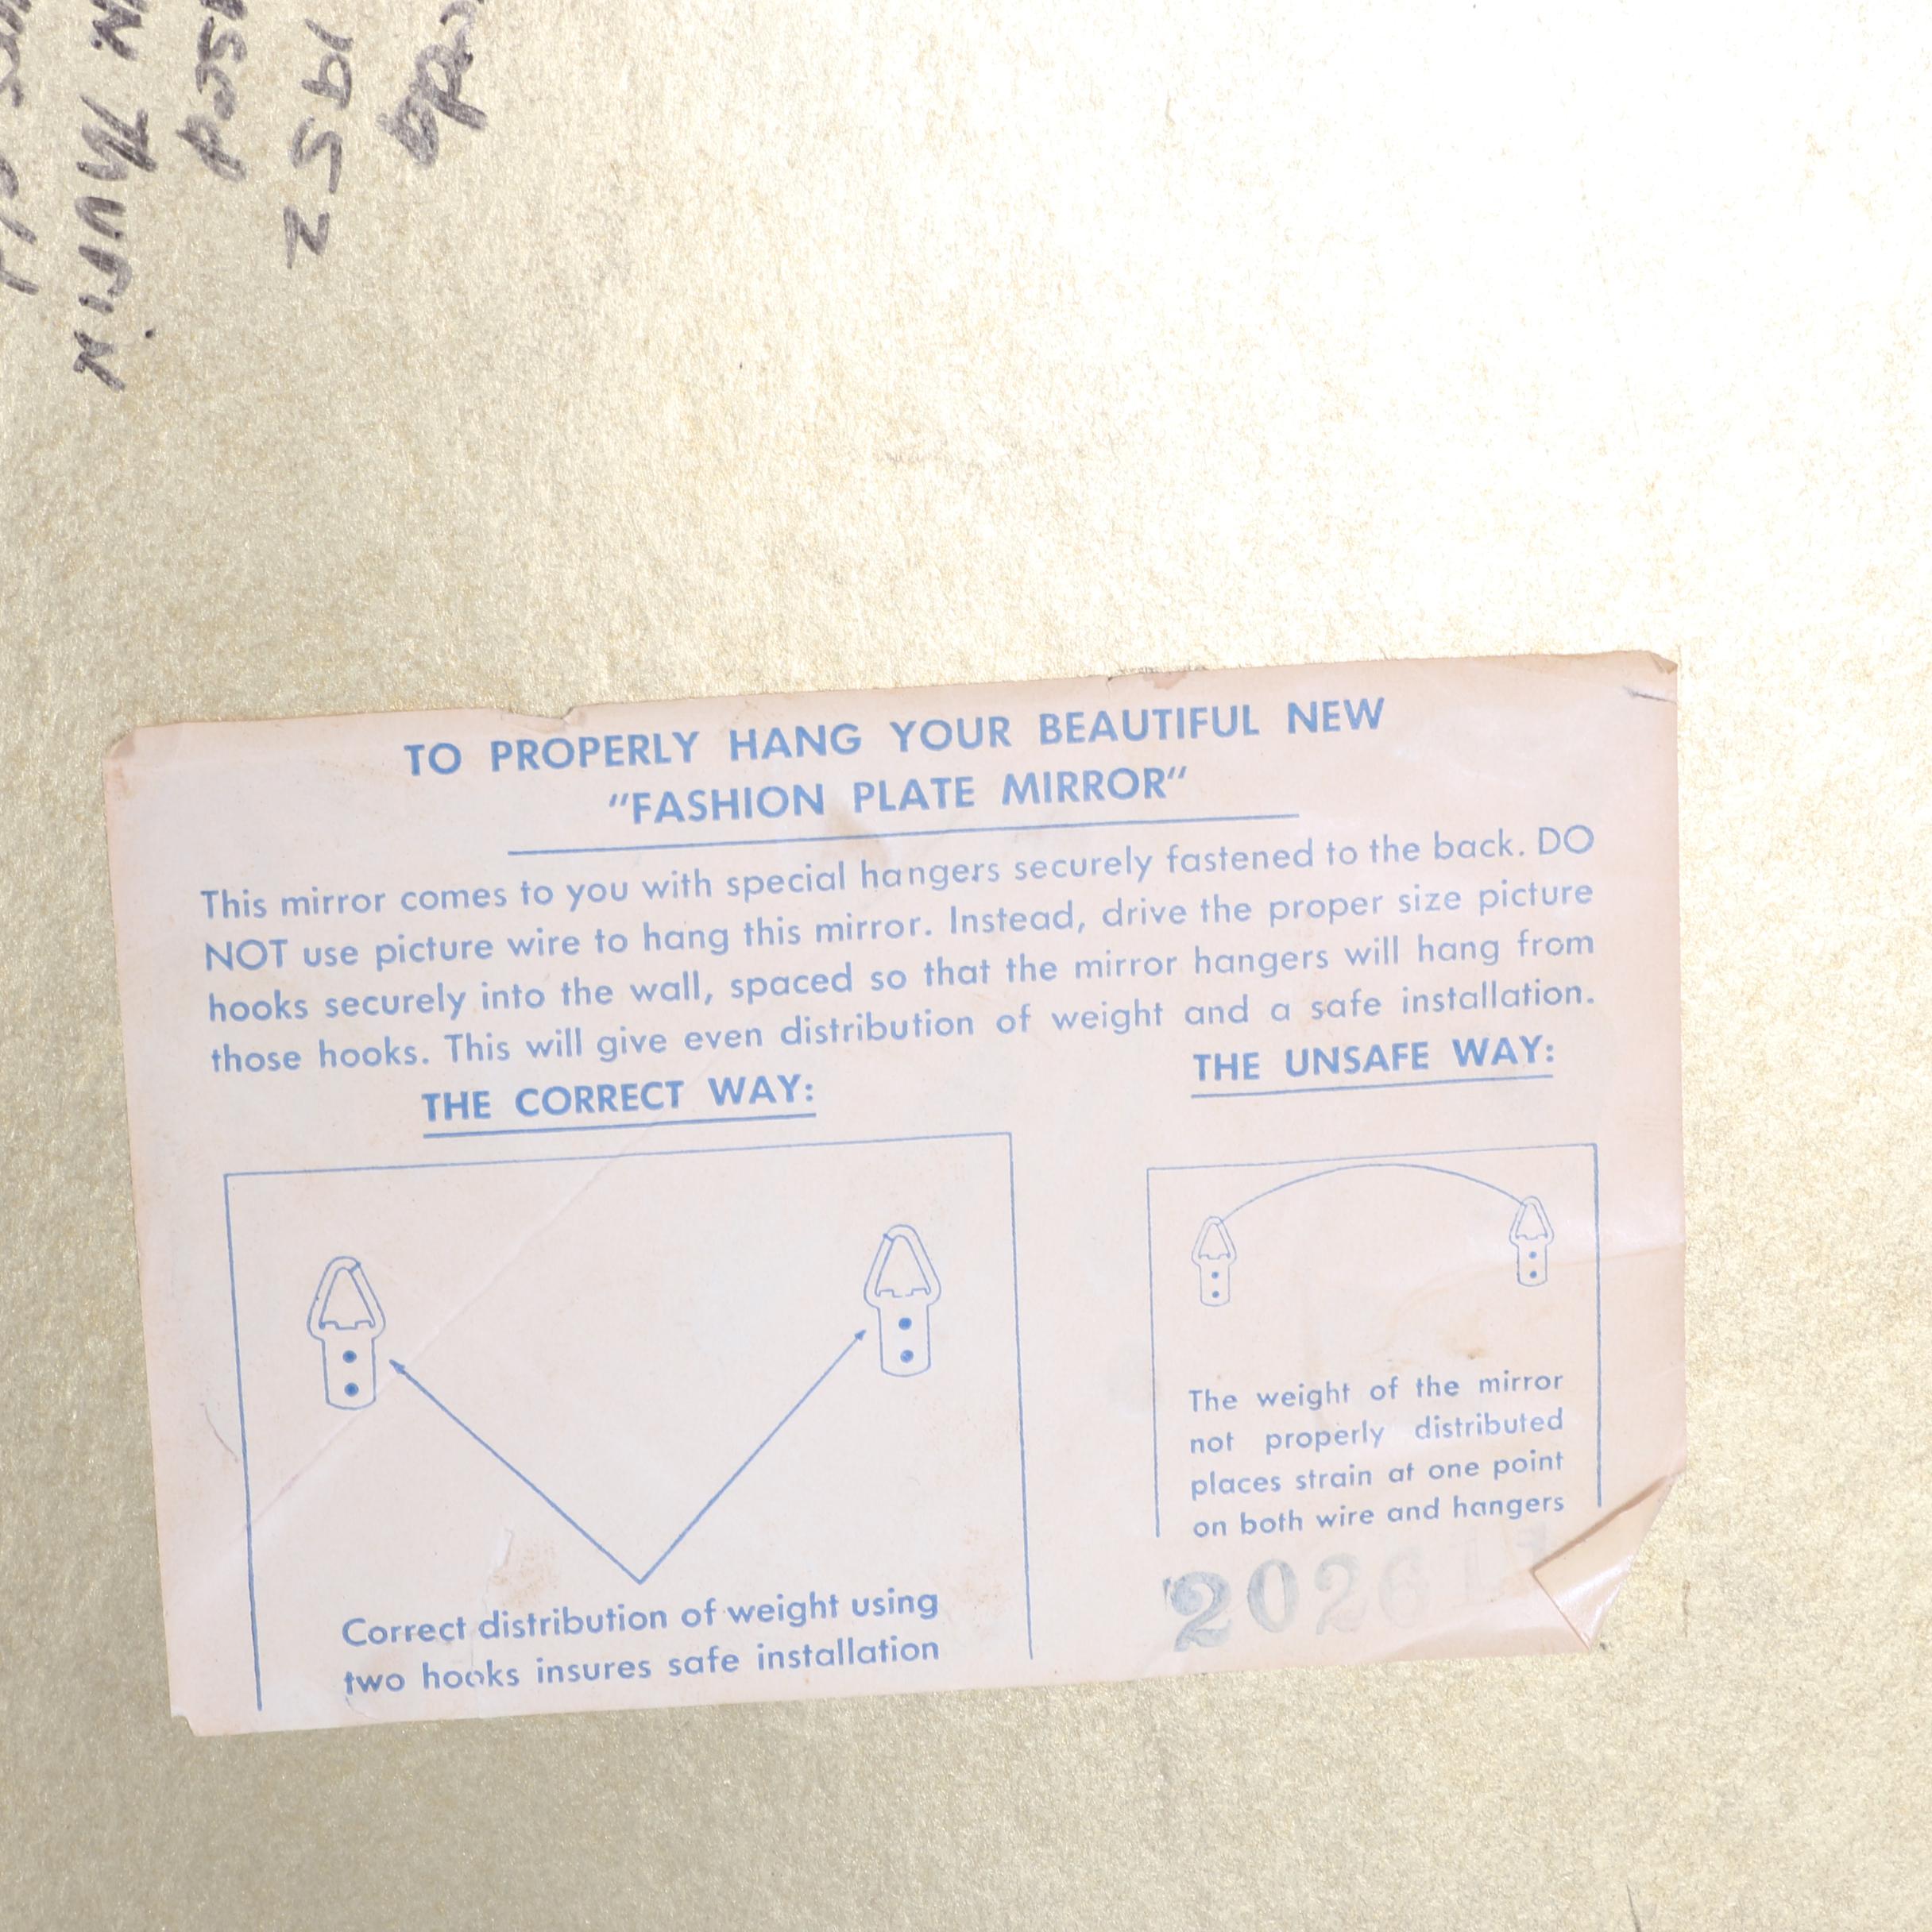 TO PROPERLY HANG YOUR BEAUTIFUL NEW
"FASHION PLATE MIRROR"
This mirror comes to you with special hangers securely fastened to the back. DO
NOT use picture wire to hang this mirror. Instead, drive the proper size picture
hooks securely into the wall, spaced so that the mirror hangers will hang from
those hooks. This will give even distribution of weight and a safe installation.
THE CORRECT WAY:
Correct distribution of weight using
two hooks insures safe installation
THE UNSAFE WAY:
The weight of the mirror
not properly distributed
places strain at one point
on both wire and hangers